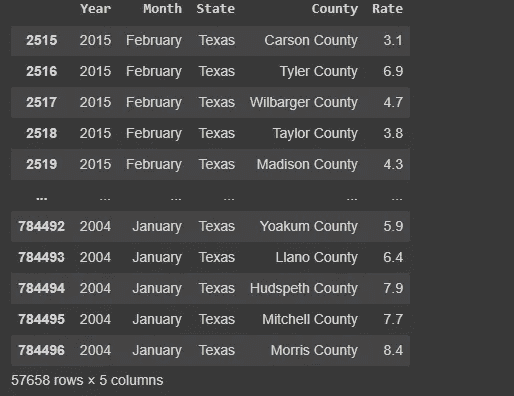 Year Month State County Rate
2515 2015 February Texas Carson County 3.1
2516 2015 February Texas Tyler County 6.9
2517 2015 February Texas Wilbarger County 4.7
2518 2015 February Texas Taylor County 3.8
2519 2015 February Texas Madison County 4.3
... ... ... ... ... ...
784492 2004 January Texas Yoakum County 5.9
784493 2004 January Texas Llano County 6.4
784494 2004 January Texas Hudspeth County 7.9
784495 2004 January Texas Mitchell County 7.7
784496 2004 January Texas Morris County 8.4
57658 rows × 5 columns